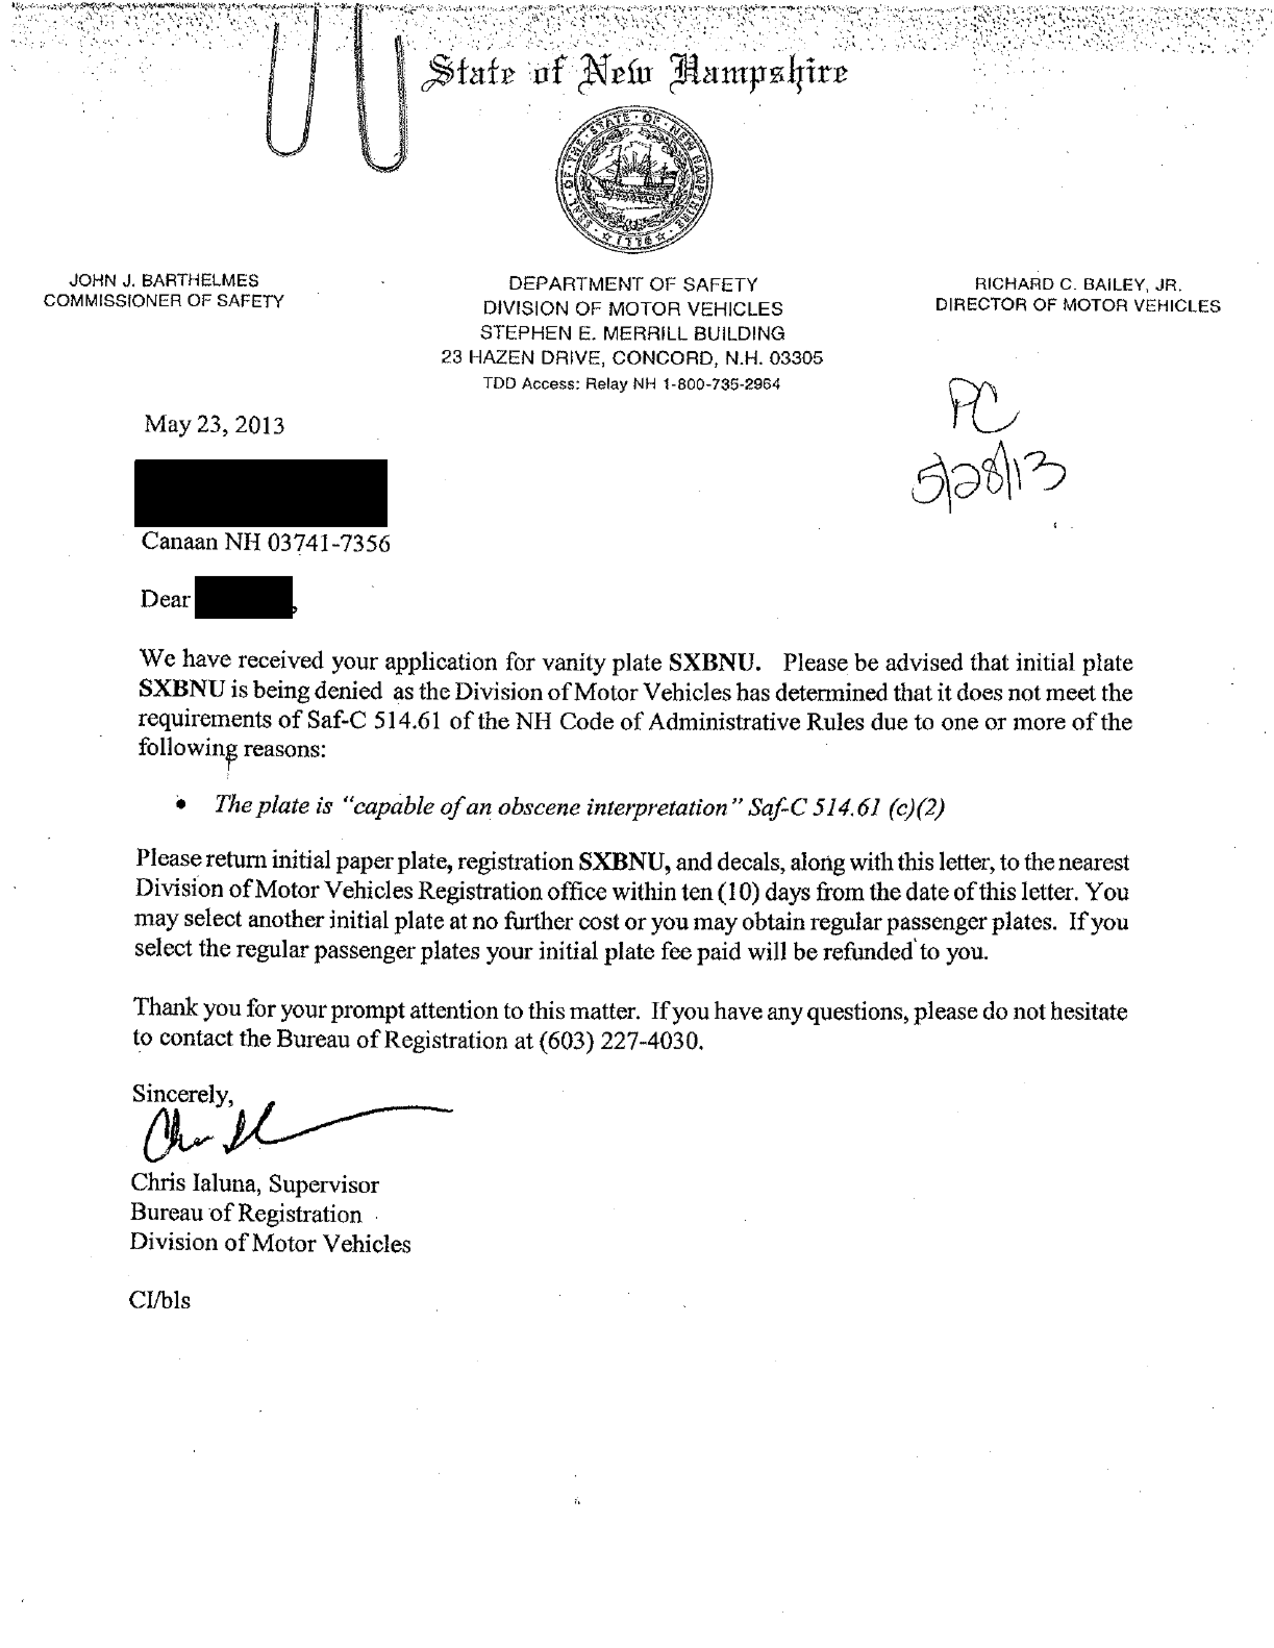 State of New Hampshire
SEAL · OF · THE · STATE · OF · NEW HAMPSHIRE
1776
JOHN J. BARTHELMES
COMMISSIONER OF SAFETY
DEPARTMENT OF SAFETY
DIVISION OF MOTOR VEHICLES
STEPHEN E. MERRILL BUILDING
23 HAZEN DRIVE, CONCORD, N.H. 03305
TDD Access: Relay NH 1-800-735-2964
RICHARD C. BAILEY, JR.
DIRECTOR OF MOTOR VEHICLES
PC
5/28/13
May 23, 2013
Canaan NH 03741-7356
Dear ,
We have received your application for vanity plate SXBNU. Please be advised that initial plate
SXBNU is being denied as the Division of Motor Vehicles has determined that it does not meet the
requirements of Saf-C 514.61 of the NH Code of Administrative Rules due to one or more of the
following reasons:
• The plate is “capable of an obscene interpretation” Saf-C 514.61 (c)(2)
Please return initial paper plate, registration SXBNU, and decals, along with this letter, to the nearest
Division of Motor Vehicles Registration office within ten (10) days from the date of this letter. You
may select another initial plate at no further cost or you may obtain regular passenger plates. If you
select the regular passenger plates your initial plate fee paid will be refunded to you.
Thank you for your prompt attention to this matter. If you have any questions, please do not hesitate
to contact the Bureau of Registration at (603) 227-4030.
Sincerely,
Chris Ialuna, Supervisor
Bureau of Registration
Division of Motor Vehicles
CI/bls